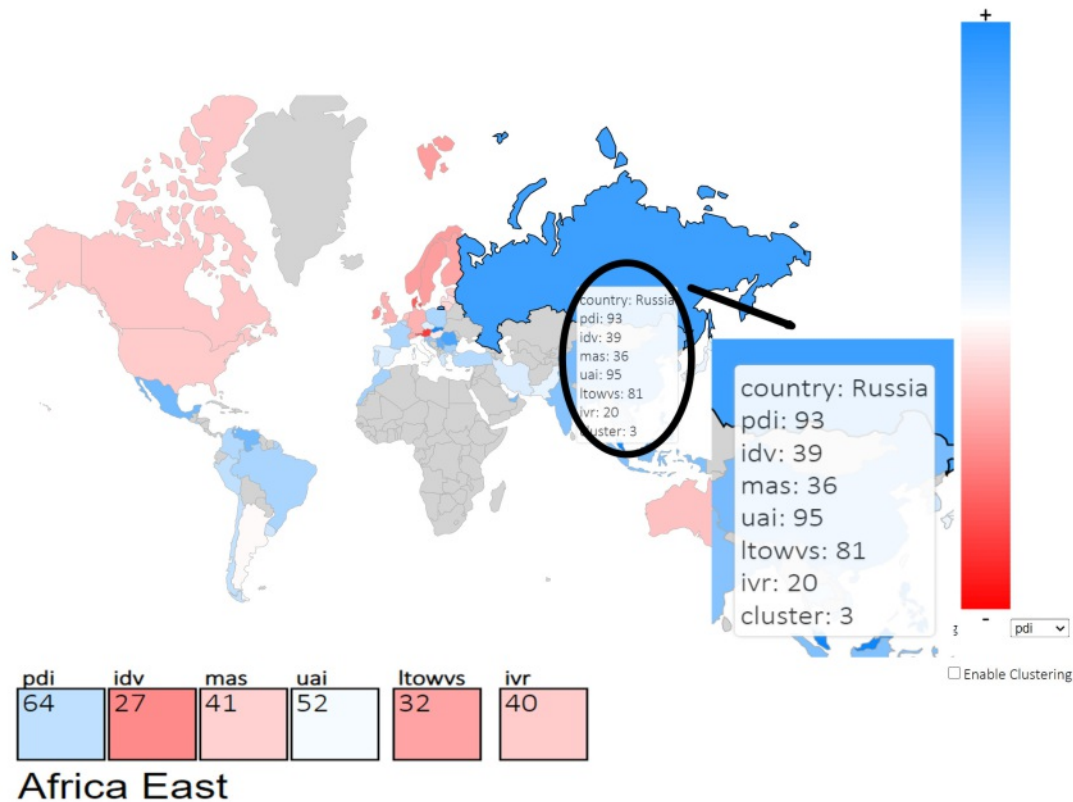 +
country: Russia
pdi: 93
idv: 39
mas: 36
uai: 95
ltowvs: 81
ivr: 20
cluster: 3
country: Russia
pdi: 93
idv: 39
mas: 36
uai: 95
ltowvs: 81
ivr: 20
cluster: 3
-
pdi
Enable Clustering
pdi idv mas uai ltowvs ivr
64 27 41 52 32 40
Africa East